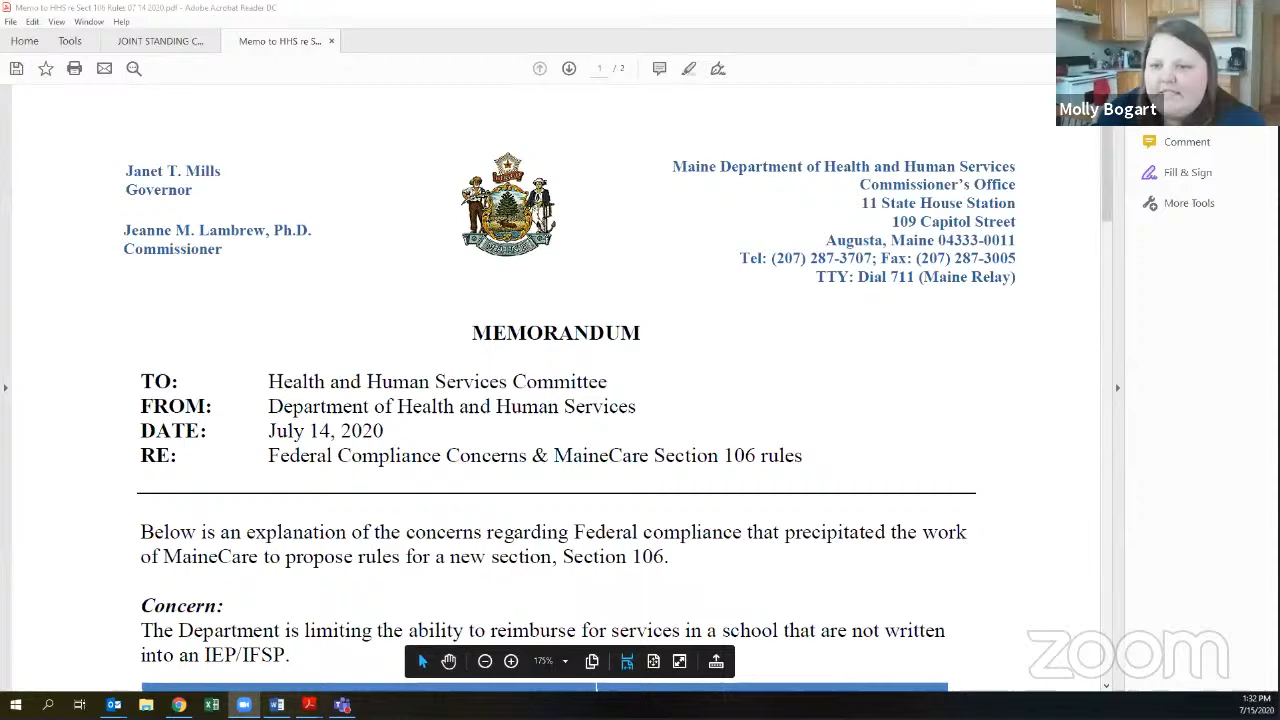 Memo to HHS re Sect 106 Rules 07 14 2020.pdf - Adobe Acrobat Reader DC
File Edit View Window Help
Home Tools JOINT STANDING C... Memo to HHS re S... ×
1 / 2
Molly Bogart
Comment
Fill & Sign
More Tools
Janet T. Mills
Governor
Jeanne M. Lambrew, Ph.D.
Commissioner
Maine Department of Health and Human Services
Commissioner's Office
11 State House Station
109 Capitol Street
Augusta, Maine 04333-0011
Tel: (207) 287-3707; Fax: (207) 287-3005
TTY: Dial 711 (Maine Relay)
MEMORANDUM
TO: Health and Human Services Committee
FROM: Department of Health and Human Services
DATE: July 14, 2020
RE: Federal Compliance Concerns & MaineCare Section 106 rules
Below is an explanation of the concerns regarding Federal compliance that precipitated the work
of MaineCare to propose rules for a new section, Section 106.
Concern:
The Department is limiting the ability to reimburse for services in a school that are not written
into an IEP/IFSP.
175%
zoom
1:32 PM
7/15/2020